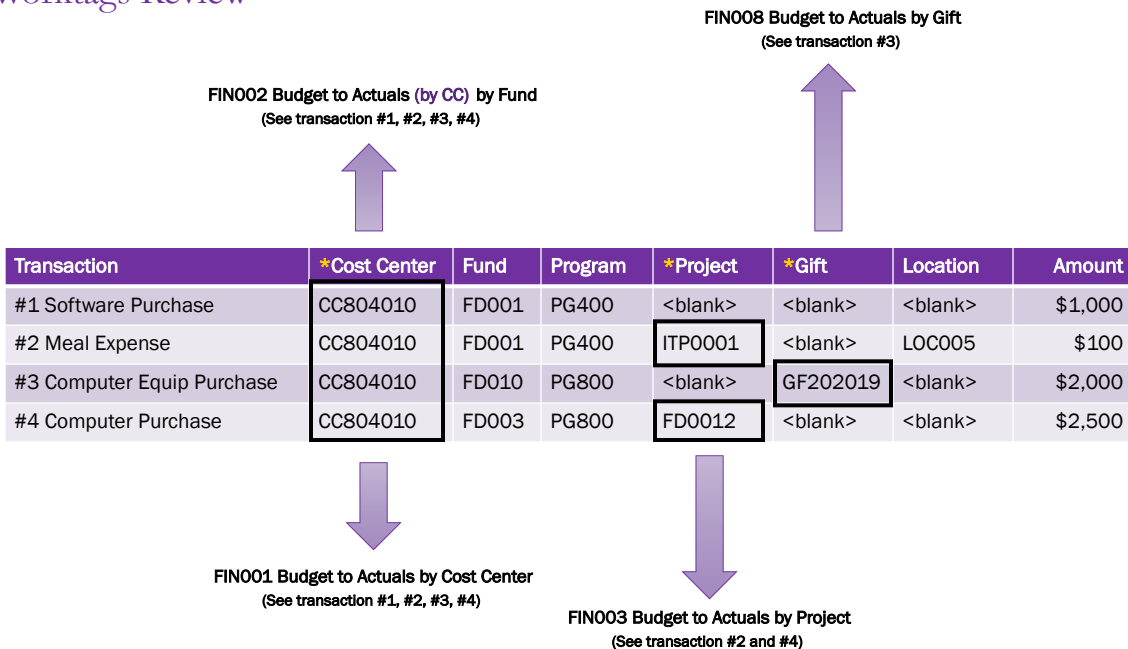 Worktags Review
FIN008 Budget to Actuals by Gift
(See transaction #3)
FIN002 Budget to Actuals (by CC) by Fund
(See transaction #1, #2, #3, #4)
Transaction *Cost Center Fund Program *Project *Gift Location Amount
#1 Software Purchase CC804010 FD001 PG400 <blank> <blank> <blank> $1,000
#2 Meal Expense CC804010 FD001 PG400 ITP0001 <blank> LOC005 $100
#3 Computer Equip Purchase CC804010 FD010 PG800 <blank> GF202019 <blank> $2,000
#4 Computer Purchase CC804010 FD003 PG800 FD0012 <blank> <blank> $2,500
FIN001 Budget to Actuals by Cost Center
(See transaction #1, #2, #3, #4)
FIN003 Budget to Actuals by Project
(See transaction #2 and #4)